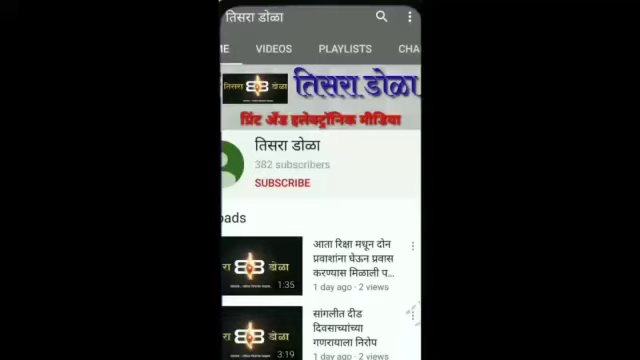 तिसरा डोळा
ME VIDEOS PLAYLISTS CHA
तिसरा डोळा
तिसरा डोळा
प्रिंट अँड इलेक्ट्रॉनिक मीडिया
तिसरा डोळा
382 subscribers
SUBSCRIBE
oads
रा डोळा
1:35
आता रिक्षा मधून दोन
प्रवाशांना घेऊन प्रवास
करण्यास मिळाली प...
1 day ago · 2 views
रा डोळा
3:19
सांगलीत दीड
दिवसाच्यांच्या
गणरायाला निरोप
1 day ago · 2 views